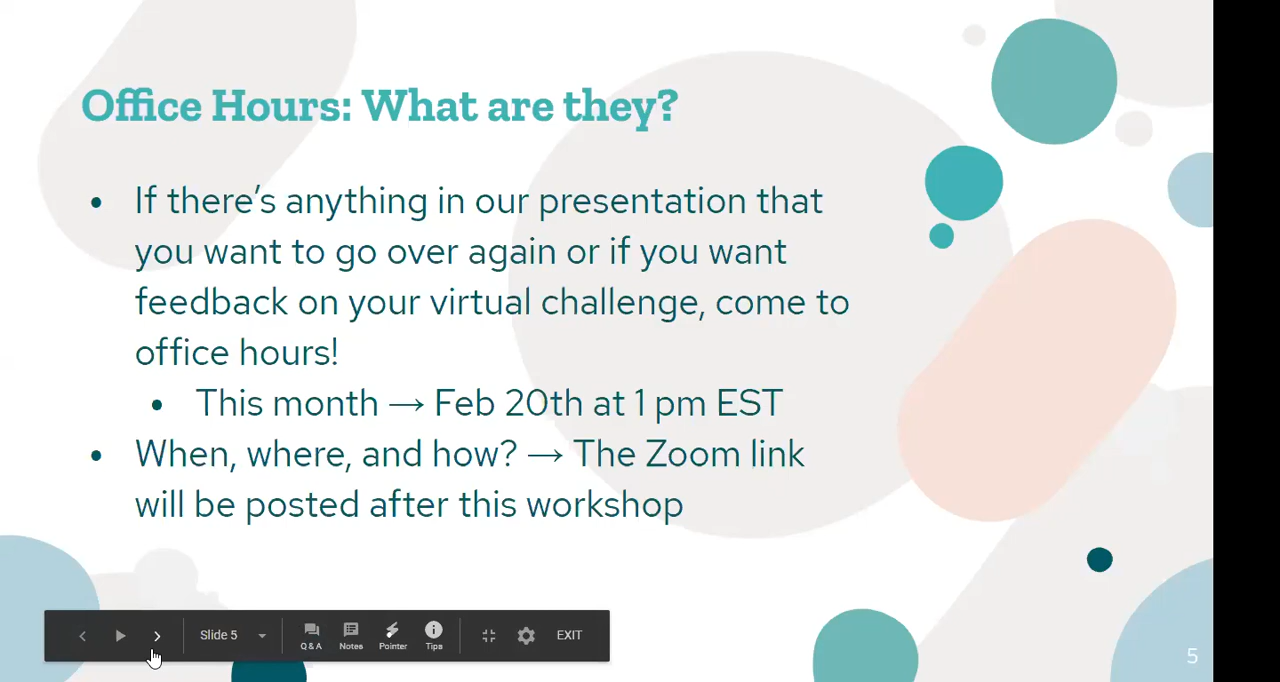 Office Hours: What are they?
• If there's anything in our presentation that
you want to go over again or if you want
feedback on your virtual challenge, come to
office hours!
• This month → Feb 20th at 1 pm EST
• When, where, and how? → The Zoom link
will be posted after this workshop
Slide 5
Q & A
Notes
Pointer
Tips
EXIT
5